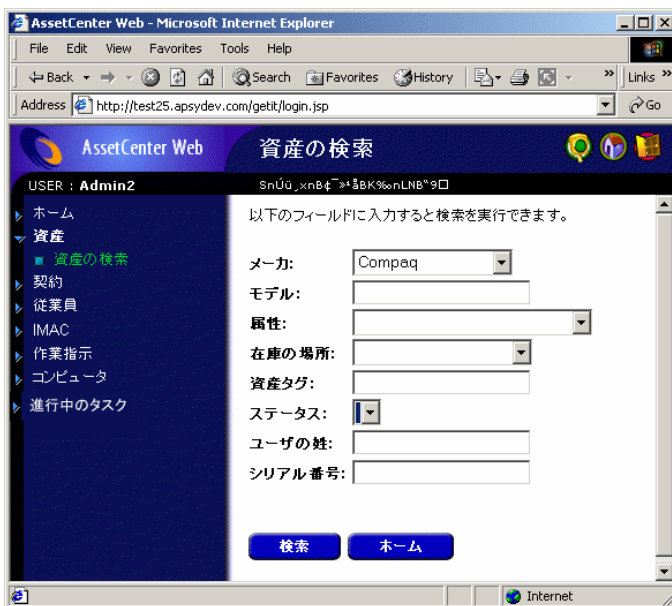 AssetCenter Web - Microsoft Internet Explorer
File Edit View Favorites Tools Help
Back Search Favorites History » Links »
Address http://test25.apsydev.com/getit/login.jsp Go
AssetCenter Web 資産の検索
USER : Admin2
ホーム
資産
資産の検索
契約
従業員
IMAC
作業指示
コンピュータ
進行中のタスク
以下のフィールドに入力すると検索を実行できます。
メーカ: Compaq
モデル:
属性:
在庫の場所:
資産タグ:
ステータス:
ユーザの姓:
シリアル番号:
検索 ホーム
Internet